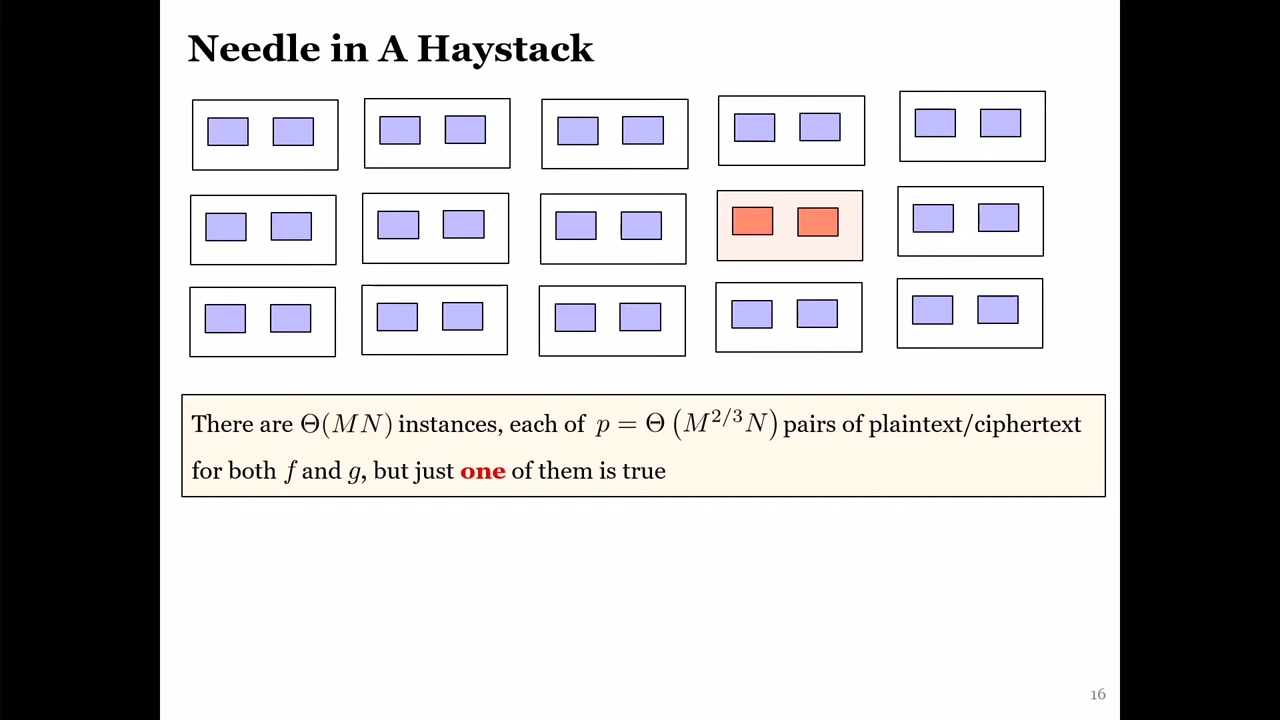 Needle in A Haystack
There are Θ(MN) instances, each of p = Θ (M^{2/3}N) pairs of plaintext/ciphertext
for both f and g, but just one of them is true
16